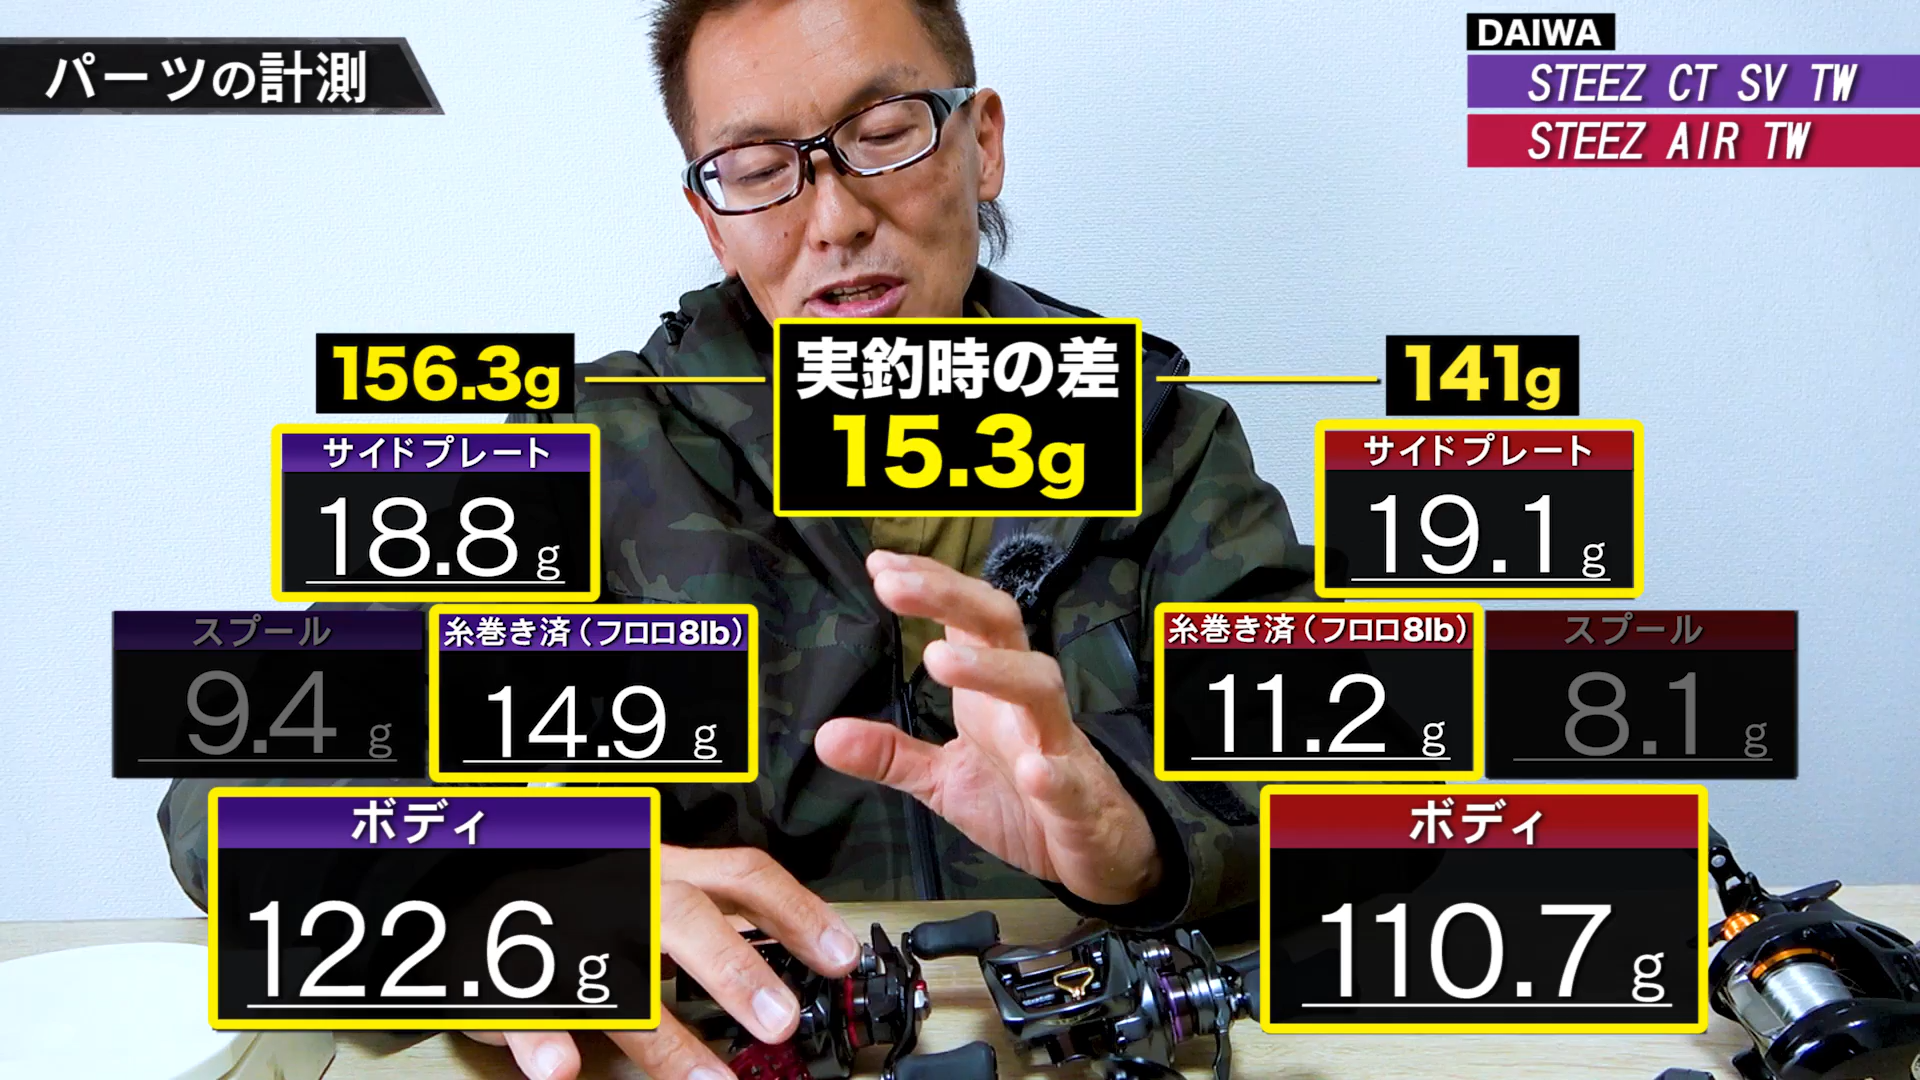 パーツの計測
DAIWA
STEEZ CT SV TW
STEEZ AIR TW
156.3g
実釣時の差
15.3g
141g
サイドプレート
18.8g
サイドプレート
19.1g
スプール
9.4g
糸巻き済（フロロ8lb）
14.9g
糸巻き済（フロロ8lb）
11.2g
スプール
8.1g
ボディ
122.6g
ボディ
110.7g